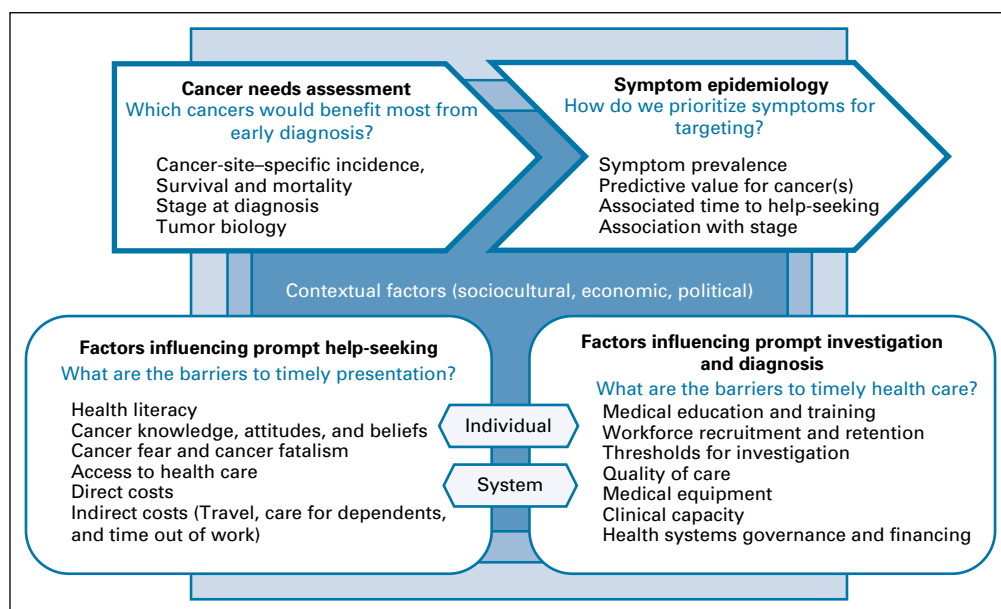 Cancer needs assessment
Which cancers would benefit most from
early diagnosis?
Cancer-site–specific incidence,
Survival and mortality
Stage at diagnosis
Tumor biology
Symptom epidemiology
How do we prioritize symptoms for
targeting?
Symptom prevalence
Predictive value for cancer(s)
Associated time to help-seeking
Association with stage
Contextual factors (sociocultural, economic, political)
Factors influencing prompt help-seeking
What are the barriers to timely presentation?
Health literacy
Cancer knowledge, attitudes, and beliefs
Cancer fear and cancer fatalism
Access to health care
Direct costs
Indirect costs (Travel, care for dependents,
and time out of work)
Individual
System
Factors influencing prompt investigation
and diagnosis
What are the barriers to timely health care?
Medical education and training
Workforce recruitment and retention
Thresholds for investigation
Quality of care
Medical equipment
Clinical capacity
Health systems governance and financing